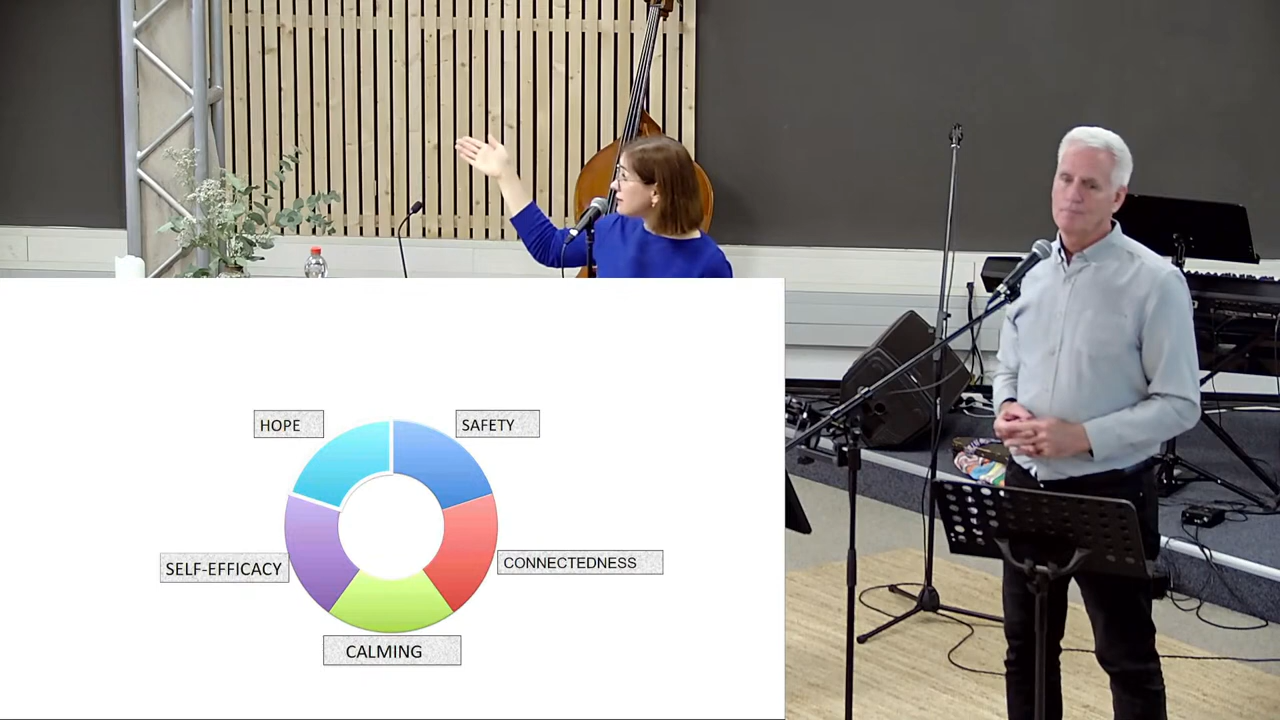 HOPE
SAFETY
SELF-EFFICACY
CONNECTEDNESS
CALMING